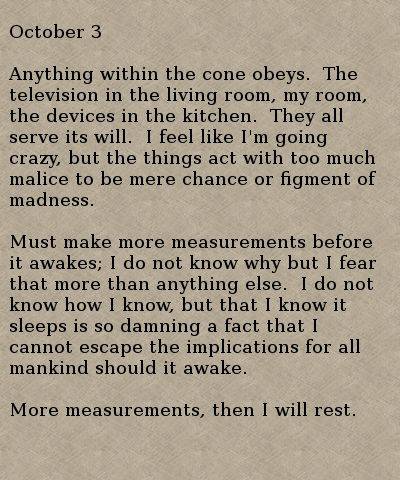 October 3
Anything within the cone obeys.  The
television in the living room, my room,
the devices in the kitchen.  They all
serve its will.  I feel like I'm going
crazy, but the things act with too much
malice to be mere chance or figment of
madness.
Must make more measurements before
it awakes; I do not know why but I fear
that more than anything else.  I do not
know how I know, but that I know it
sleeps is so damning a fact that I
cannot escape the implications for all
mankind should it awake.
More measurements, then I will rest.